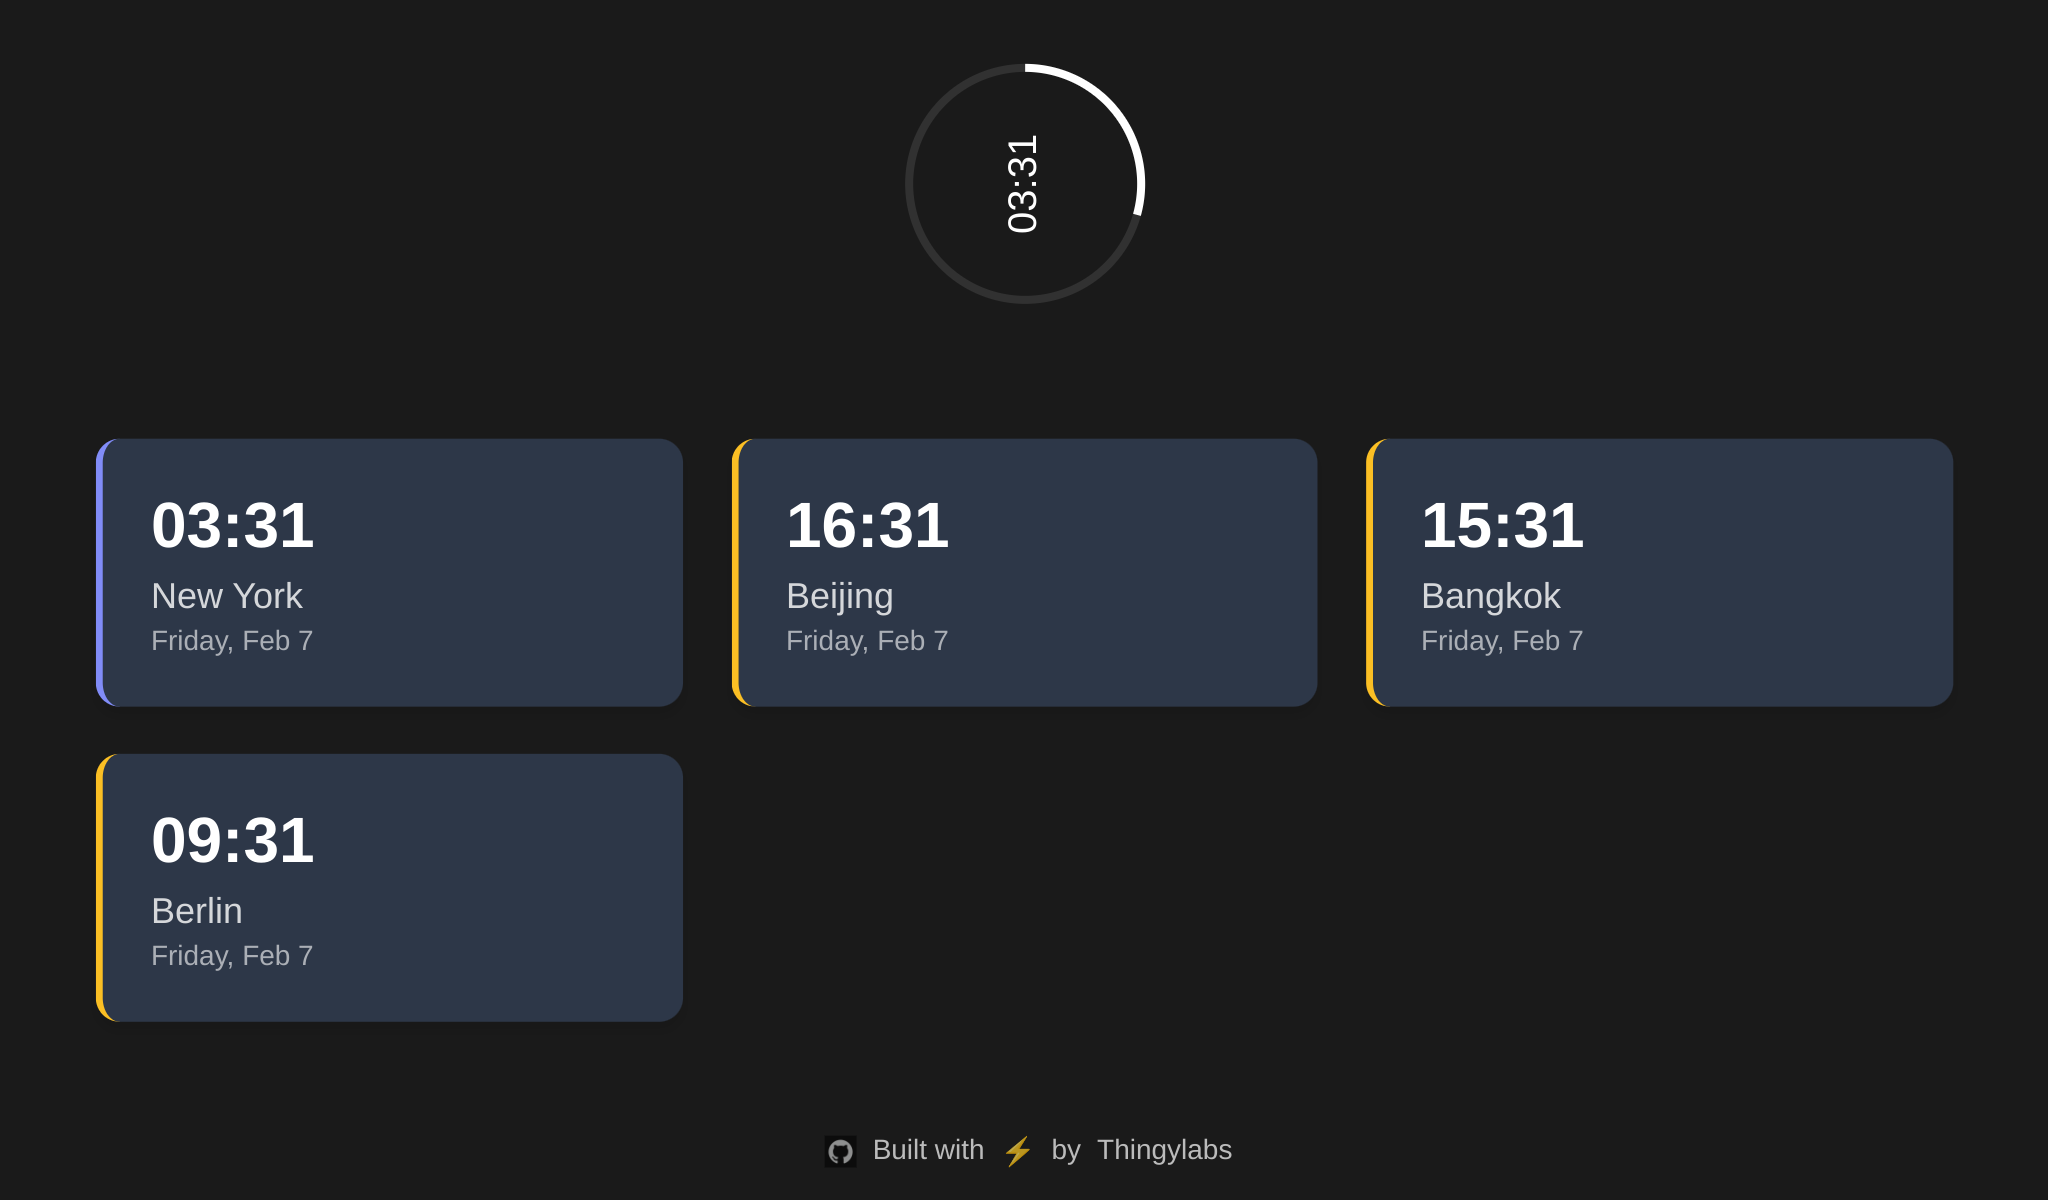 03:31
03:31
New York
Friday, Feb 7
16:31
Beijing
Friday, Feb 7
15:31
Bangkok
Friday, Feb 7
09:31
Berlin
Friday, Feb 7
Built with ⚡ by Thingylabs